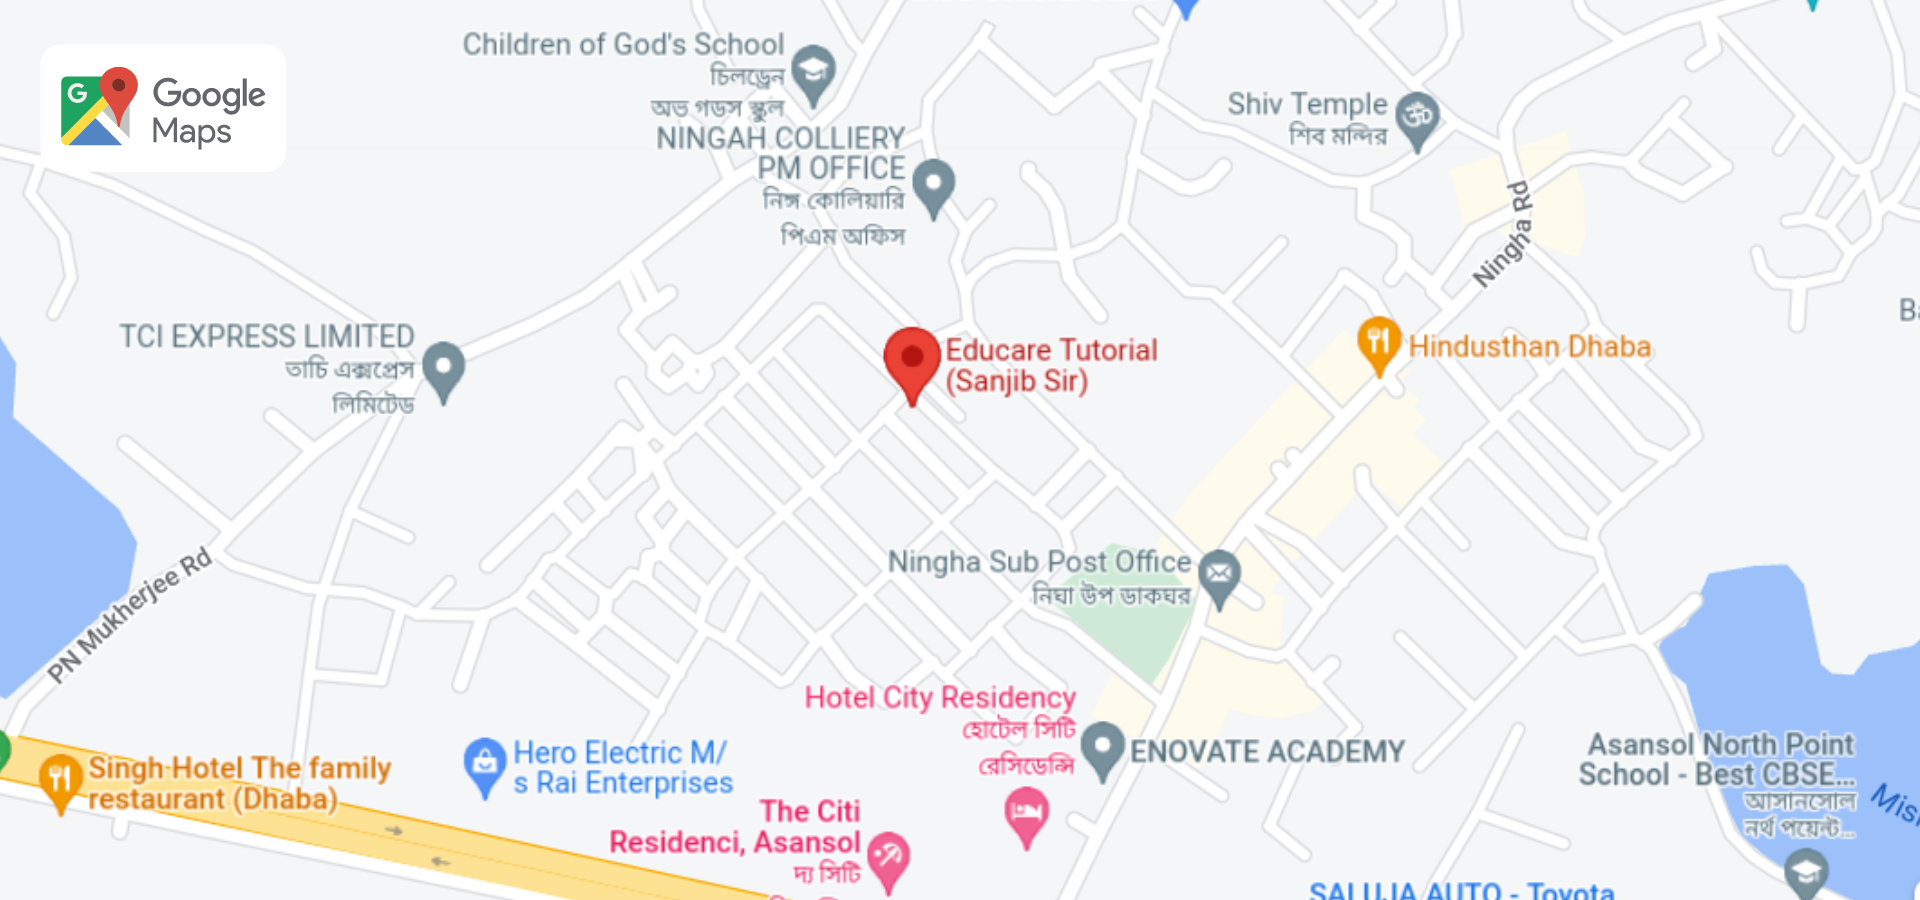 Google
Maps
Children of God's School
চিলড্রেন
অভ গডস স্কুল
NINGAH COLLIERY
PM OFFICE
নিঙ্গ কোলিয়ারি
পিএম অফিস
Shiv Temple
শিব মন্দির
Ningha Rd
TCI EXPRESS LIMITED
তাচি এক্সপ্রেস
লিমিটেড
Educare Tutorial
(Sanjib Sir)
Hindusthan Dhaba
PN Mukherjee Rd
Ningha Sub Post Office
নিঘা উপ ডাকঘর
Hotel City Residency
হোটেল সিটি
রেসিডেন্সি
ENOVATE ACADEMY
Singh Hotel The family
restaurant (Dhaba)
Hero Electric M/
s Rai Enterprises
The Citi
Residenci, Asansol
দ্য সিটি
Asansol North Point
School - Best CBSE...
আসানসোল
নর্থ পয়েন্ট...
SALUJA AUTO - Toyota